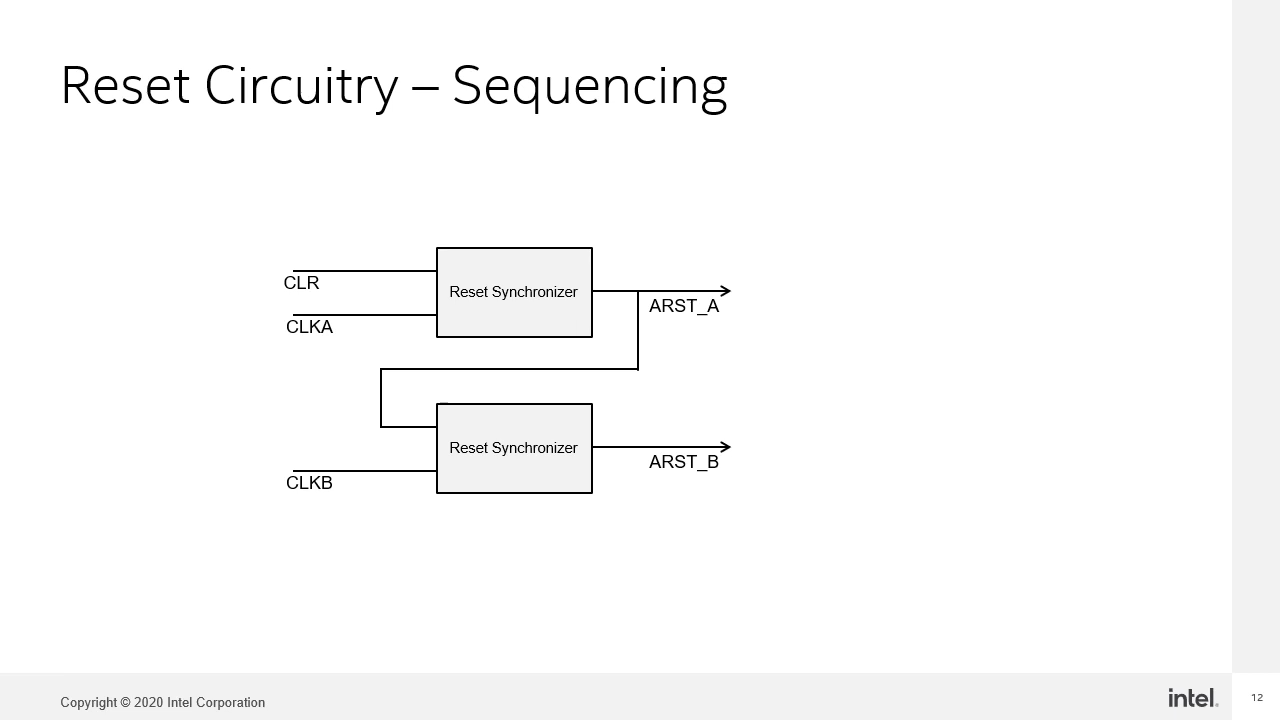 Reset Circuitry – Sequencing
CLR
CLKA
Reset Synchronizer
ARST_A
Reset Synchronizer
ARST_B
CLKB
Copyright © 2020 Intel Corporation
intel.
12